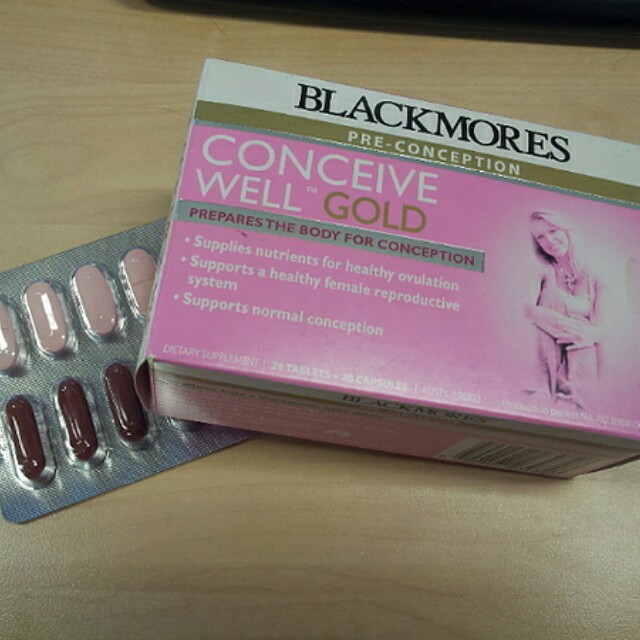 BLACKMORES
PRE-CONCEPTION
CONCEIVE
WELL™ GOLD
PREPARES THE BODY FOR CONCEPTION
• Supplies nutrients for healthy ovulation
• Supports a healthy female reproductive
system
• Supports normal conception
DIETARY SUPPLEMENT | 28 TABLETS + 28 CAPSULES |
BLACKMORES